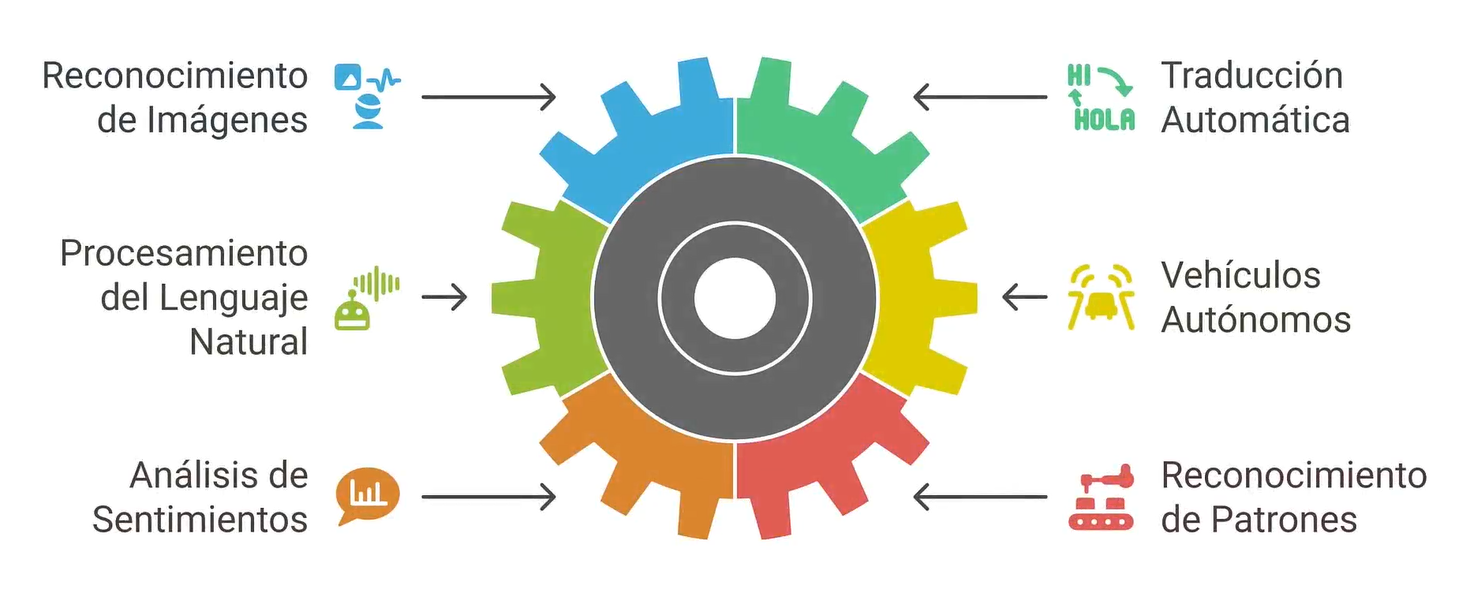 Reconocimiento
de Imágenes
Procesamiento
del Lenguaje
Natural
Análisis de
Sentimientos
HI
HOLA
Traducción
Automática
Vehículos
Autónomos
Reconocimiento
de Patrones